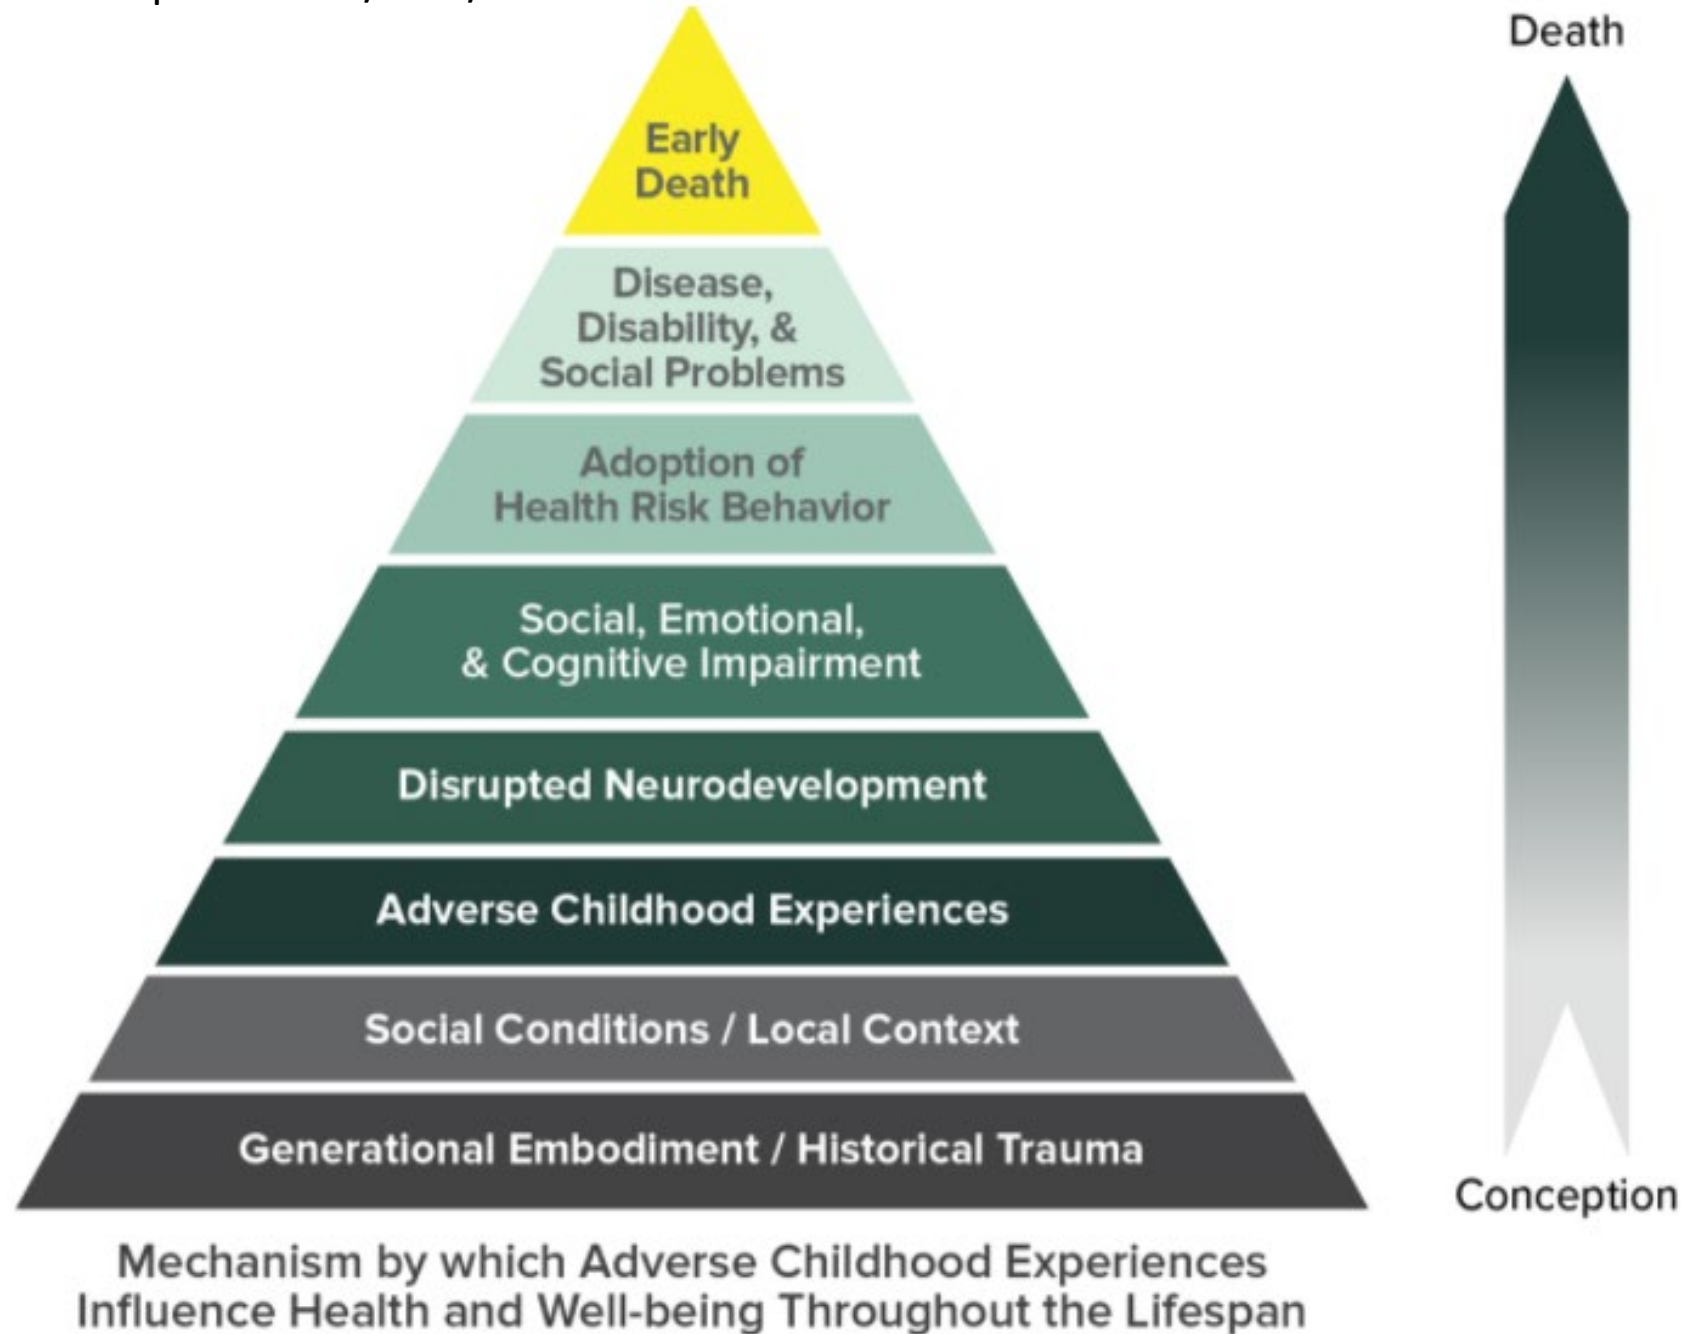 Death
Early
Death
Disease,
Disability, &
Social Problems
Adoption of
Health Risk Behavior
Social, Emotional,
& Cognitive Impairment
Disrupted Neurodevelopment
Adverse Childhood Experiences
Social Conditions / Local Context
Generational Embodiment / Historical Trauma
Conception
Mechanism by which Adverse Childhood Experiences
Influence Health and Well-being Throughout the Lifespan